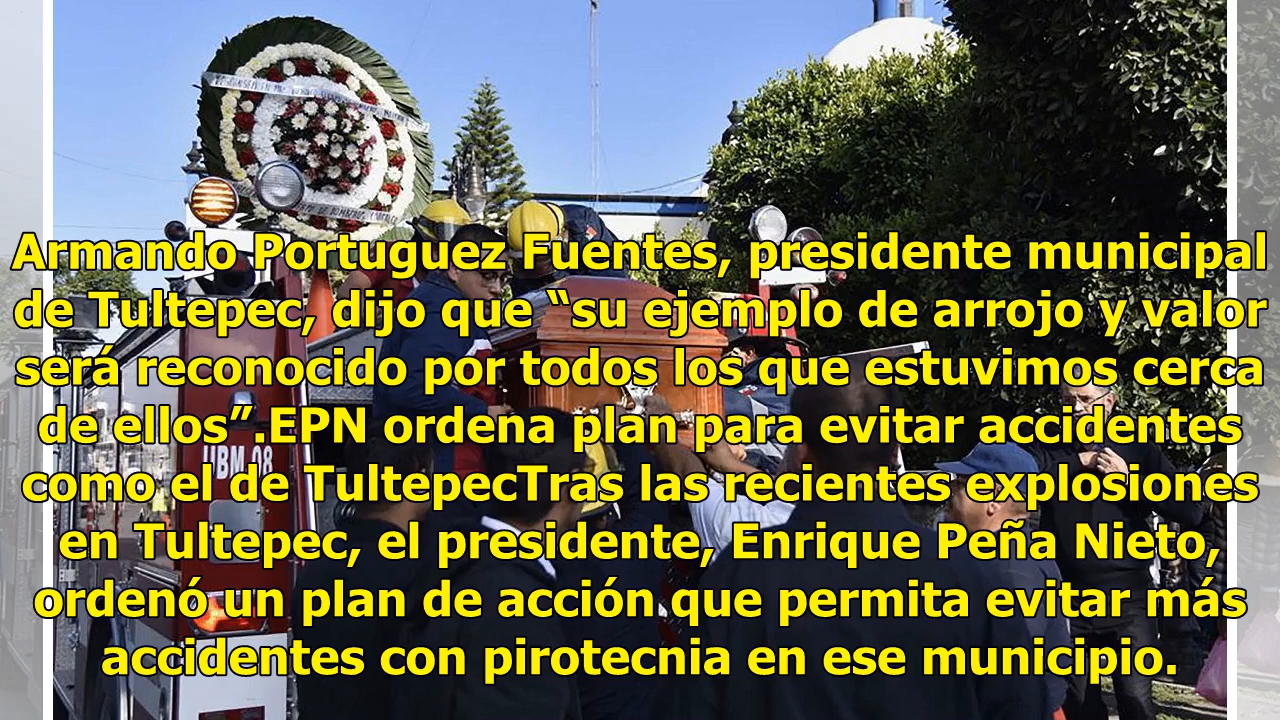 Armando Portuguez Fuentes, presidente municipal
de Tultepec, dijo que “su ejemplo de arrojo y valor
será reconocido por todos los que estuvimos cerca
de ellos”.EPN ordena plan para evitar accidentes
como el de TultepecTras las recientes explosiones
en Tultepec, el presidente, Enrique Peña Nieto,
ordenó un plan de acción que permita evitar más
accidentes con pirotecnia en ese municipio.
UBM 08